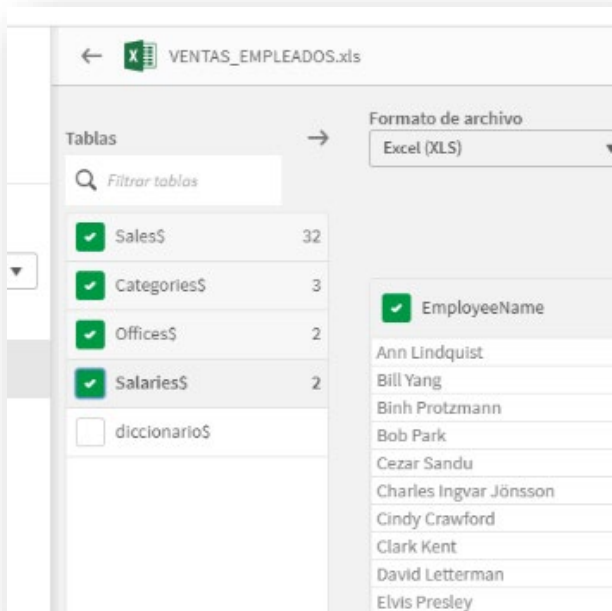 VENTAS_EMPLEADOS.xls
Tablas
Filtrar tablas
Sales$ 32
Categories$ 3
Offices$ 2
Salaries$ 2
diccionario$
Formato de archivo
Excel (XLS)
EmployeeName
Ann Lindquist
Bill Yang
Binh Protzmann
Bob Park
Cezar Sandu
Charles Ingvar Jönsson
Cindy Crawford
Clark Kent
David Letterman
Elvis Presley